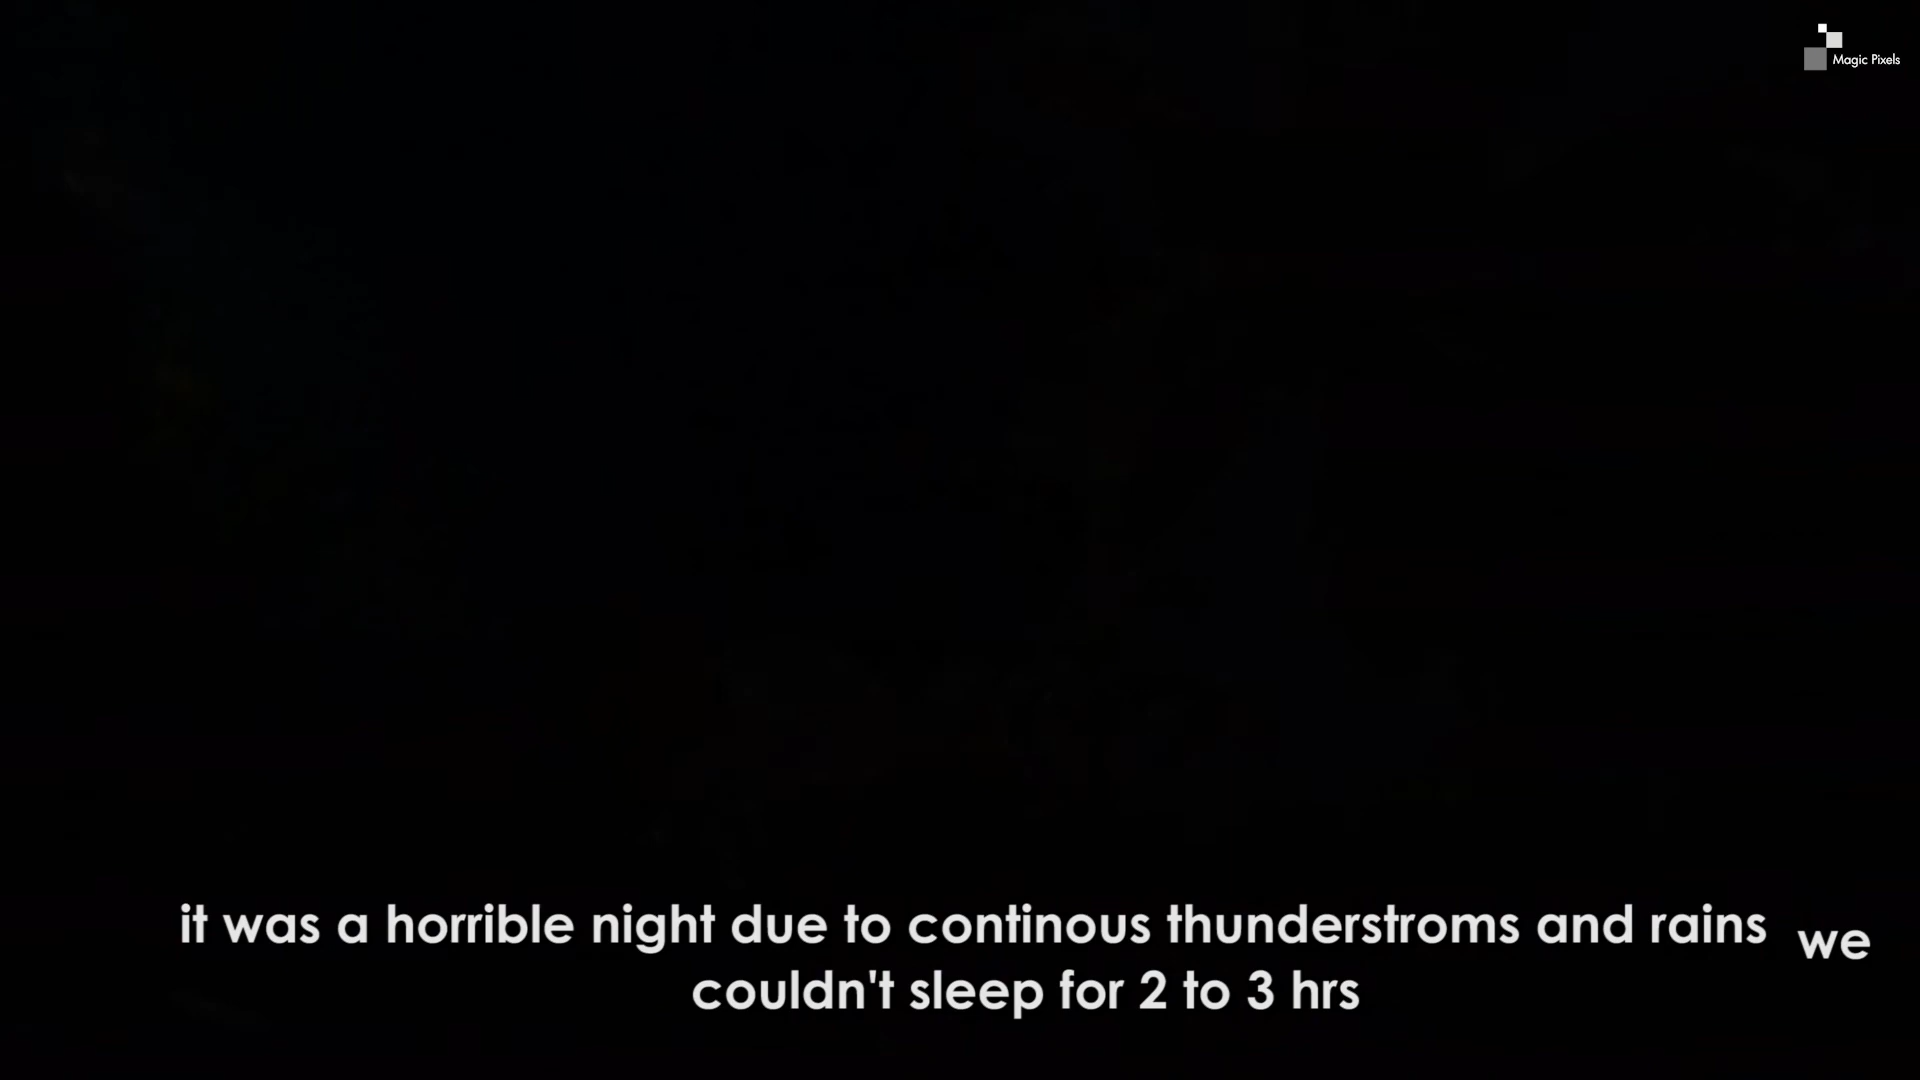 Magic Pixels
it was a horrible night due to continous thunderstroms and rains we
couldn't sleep for 2 to 3 hrs